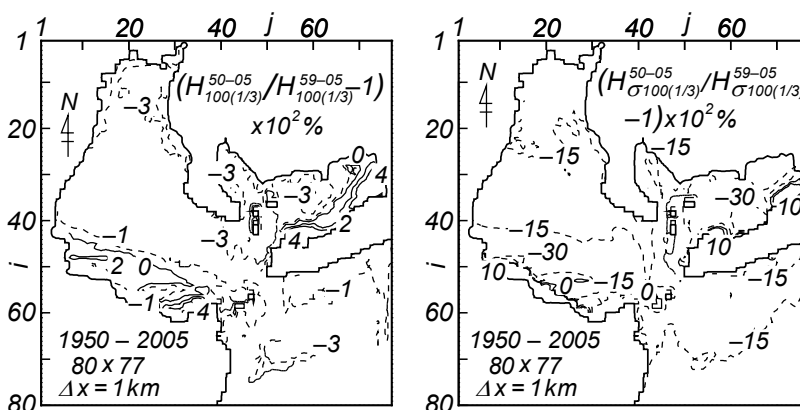 1 20 40 j 60
1
20
40
i
60
80
N
(H^{50–05}_{100(1/3)}/H^{59–05}_{100(1/3)}–1)
x10²%
–3
–3
–3
0
4
2
4
–3
–1
2
0
–1
4
–1
–3
1950 – 2005
80 x 77
Δx = 1km
1 20 40 j 60
1
20
40
i
60
80
N
(H^{50–05}_{σ100(1/3)}/H^{59–05}_{σ100(1/3)}
–1)x10²%
–15
–15
–30
10
10
–15
–30
10
0
–15
0
–15
–15
1950 – 2005
80 x 77
Δx = 1km